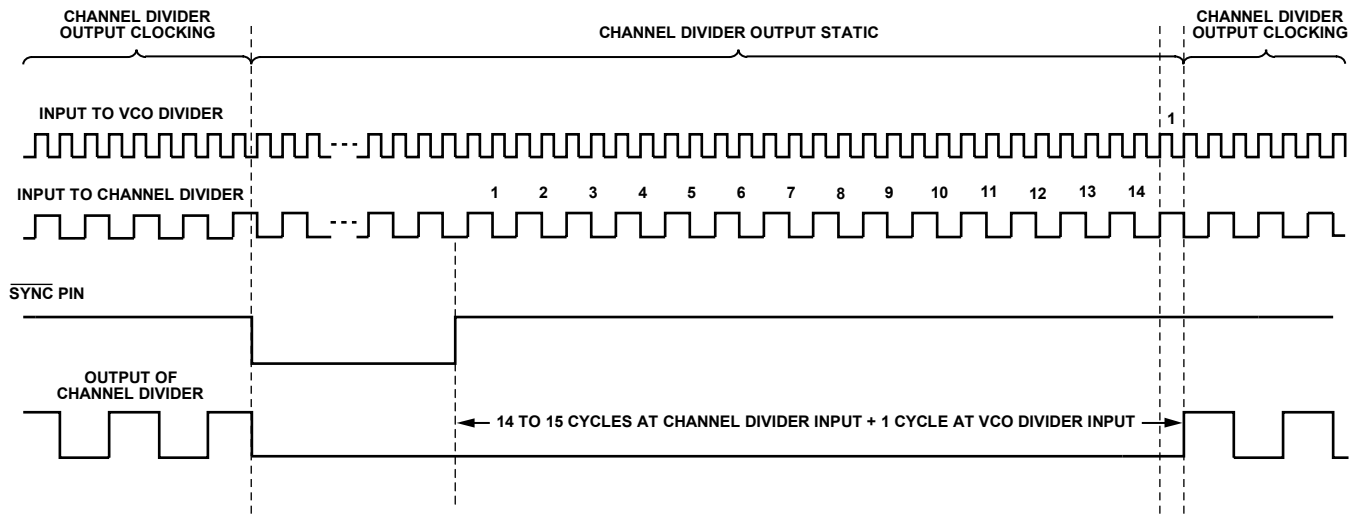 CHANNEL DIVIDER
OUTPUT CLOCKING
CHANNEL DIVIDER OUTPUT STATIC
CHANNEL DIVIDER
OUTPUT CLOCKING
INPUT TO VCO DIVIDER
1
INPUT TO CHANNEL DIVIDER
1 2 3 4 5 6 7 8 9 10 11 12 13 14
SYNC PIN
OUTPUT OF
CHANNEL DIVIDER
14 TO 15 CYCLES AT CHANNEL DIVIDER INPUT + 1 CYCLE AT VCO DIVIDER INPUT